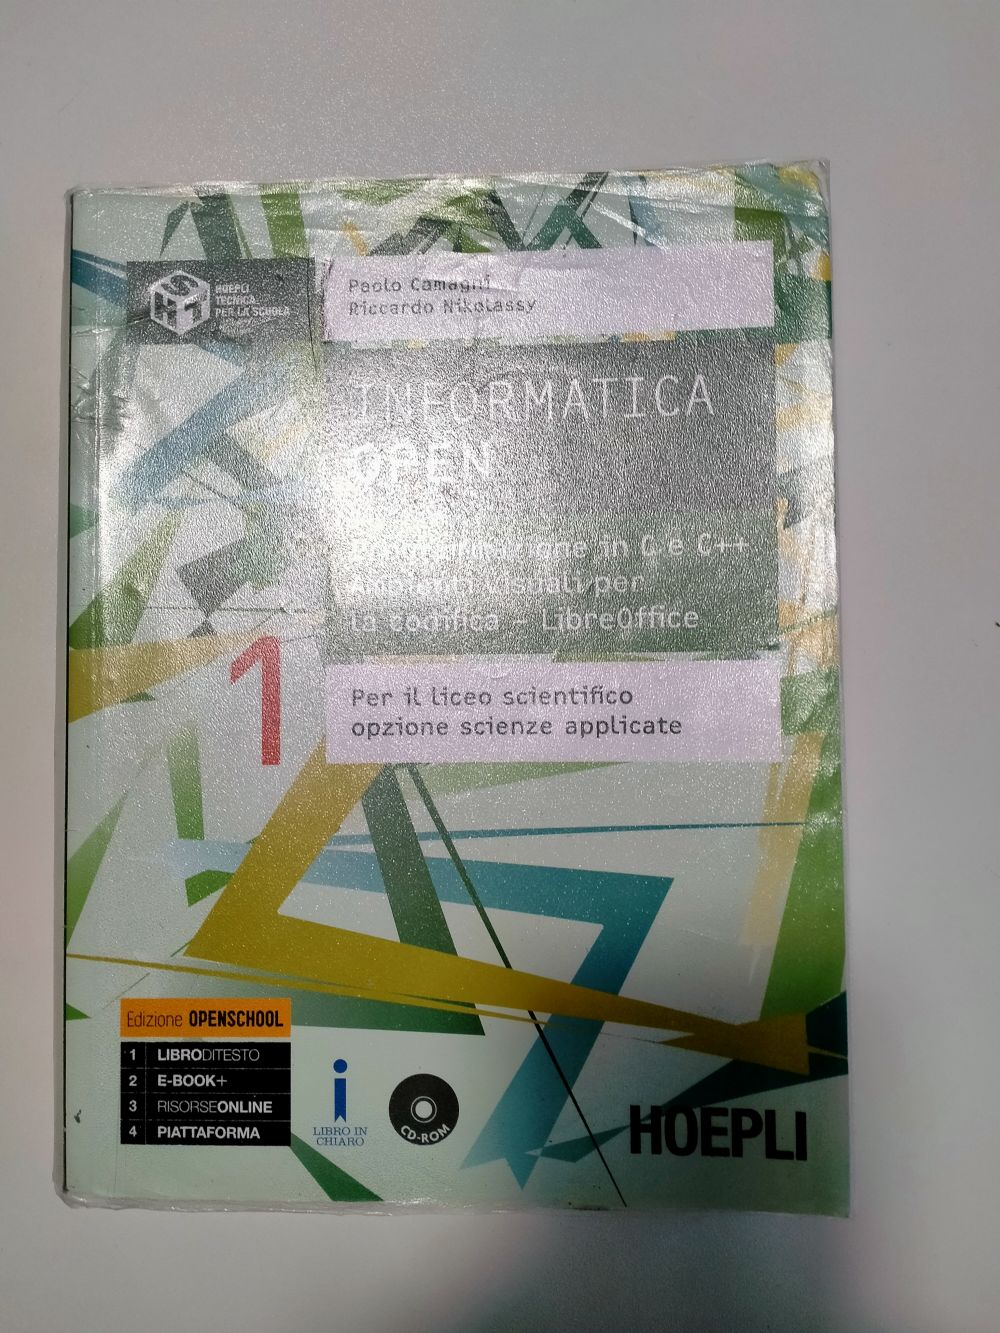 HOEPLI
TECNICA
PER LA SCUOLA
Paolo Camagni
Riccardo Nikolassy
INFORMATICA
OPEN
Programmazione in C e C++
Ambienti visuali per
la codifica - LibreOffice
1
Per il liceo scientifico
opzione scienze applicate
Edizione OPENSCHOOL
1 LIBRODITESTO
2 E-BOOK+
3 RISORSEONLINE
4 PIATTAFORMA
LIBRO IN
CHIARO
CD-ROM
HOEPLI